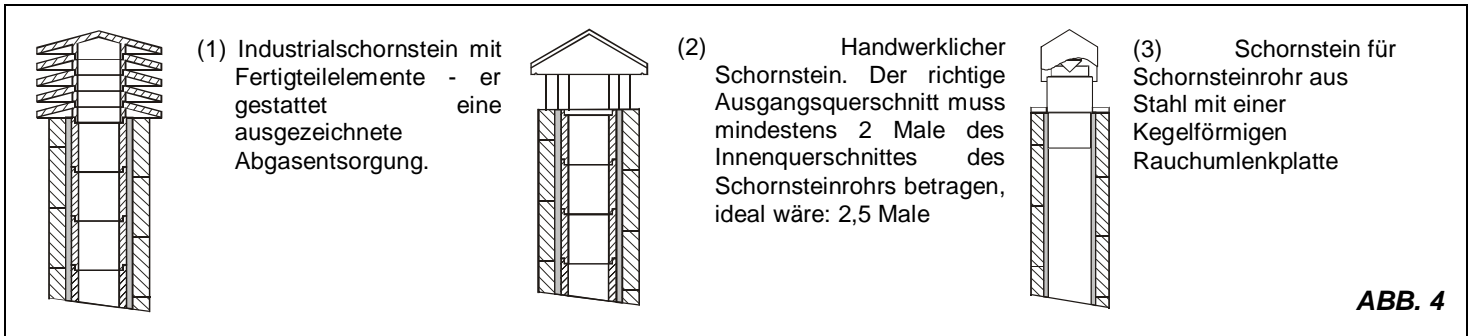 (1) Industrialschornstein mit
Fertigteilelemente - er
gestattet eine
ausgezeichnete
Abgasentsorgung.
(2) Handwerklicher
Schornstein. Der richtige
Ausgangsquerschnitt muss
mindestens 2 Male des
Innenquerschnittes des
Schornsteinrohrs betragen,
ideal wäre: 2,5 Male
(3) Schornstein für
Schornsteinrohr aus
Stahl mit einer
Kegelförmigen
Rauchumlenkplatte
ABB. 4